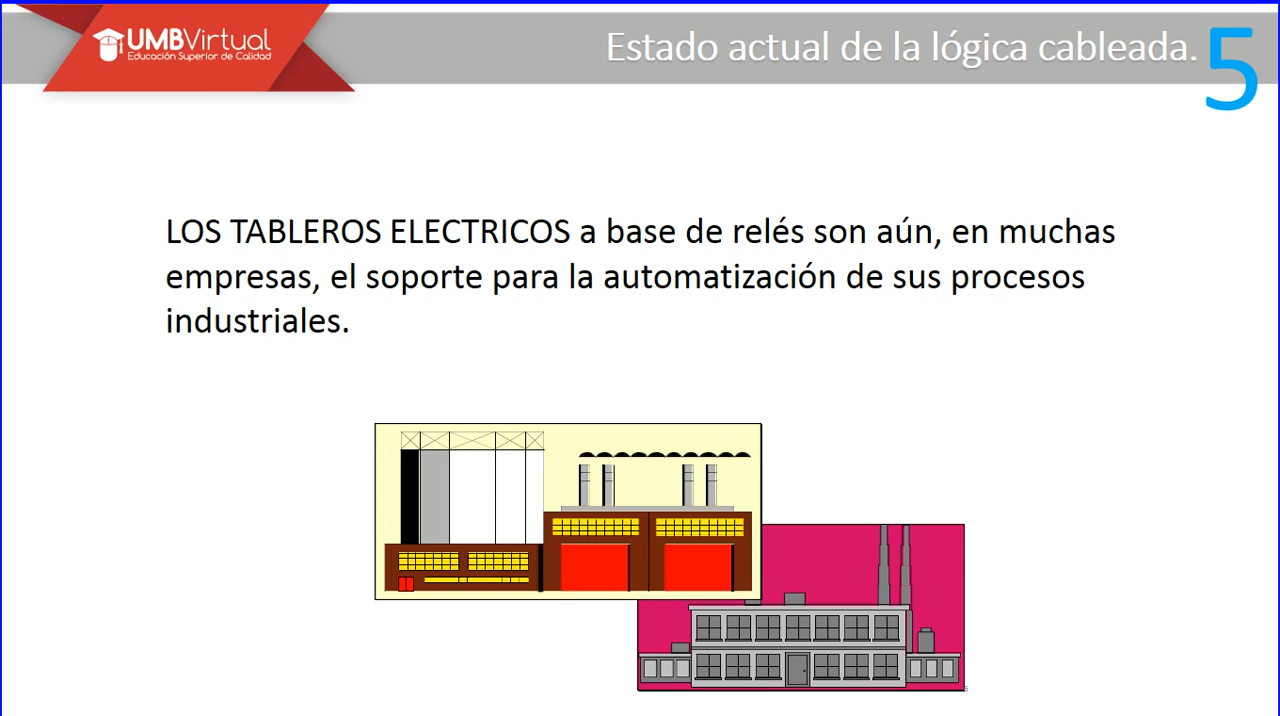 UMBVirtual
Educación Superior de Calidad
Estado actual de la lógica cableada.
5
LOS TABLEROS ELECTRICOS a base de relés son aún, en muchas
empresas, el soporte para la automatización de sus procesos
industriales.
5